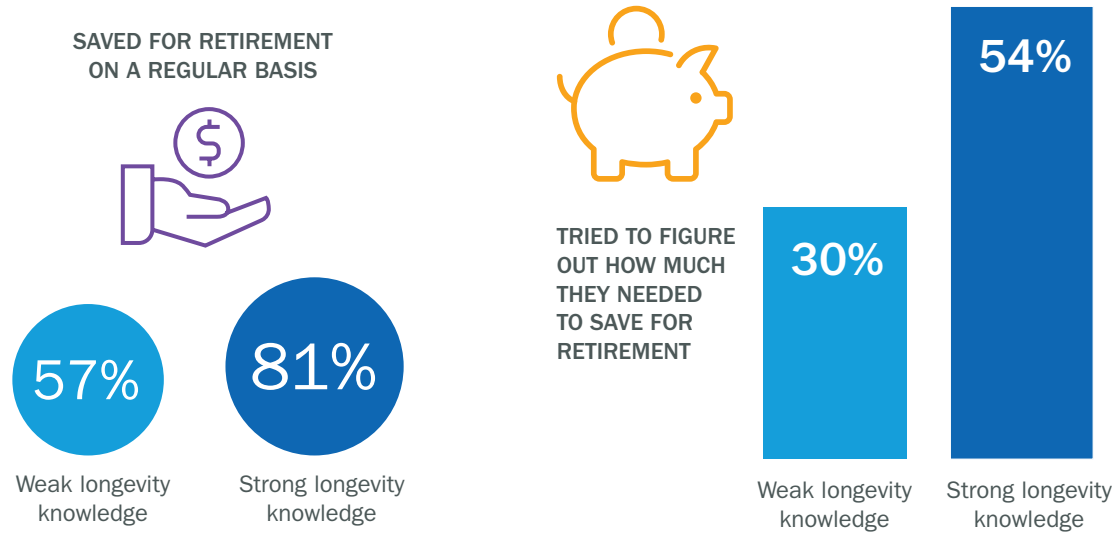 SAVED FOR RETIREMENT
ON A REGULAR BASIS
$
57%
81%
Weak longevity
knowledge
Strong longevity
knowledge
TRIED TO FIGURE
OUT HOW MUCH
THEY NEEDED
TO SAVE FOR
RETIREMENT
30%
54%
Weak longevity
knowledge
Strong longevity
knowledge